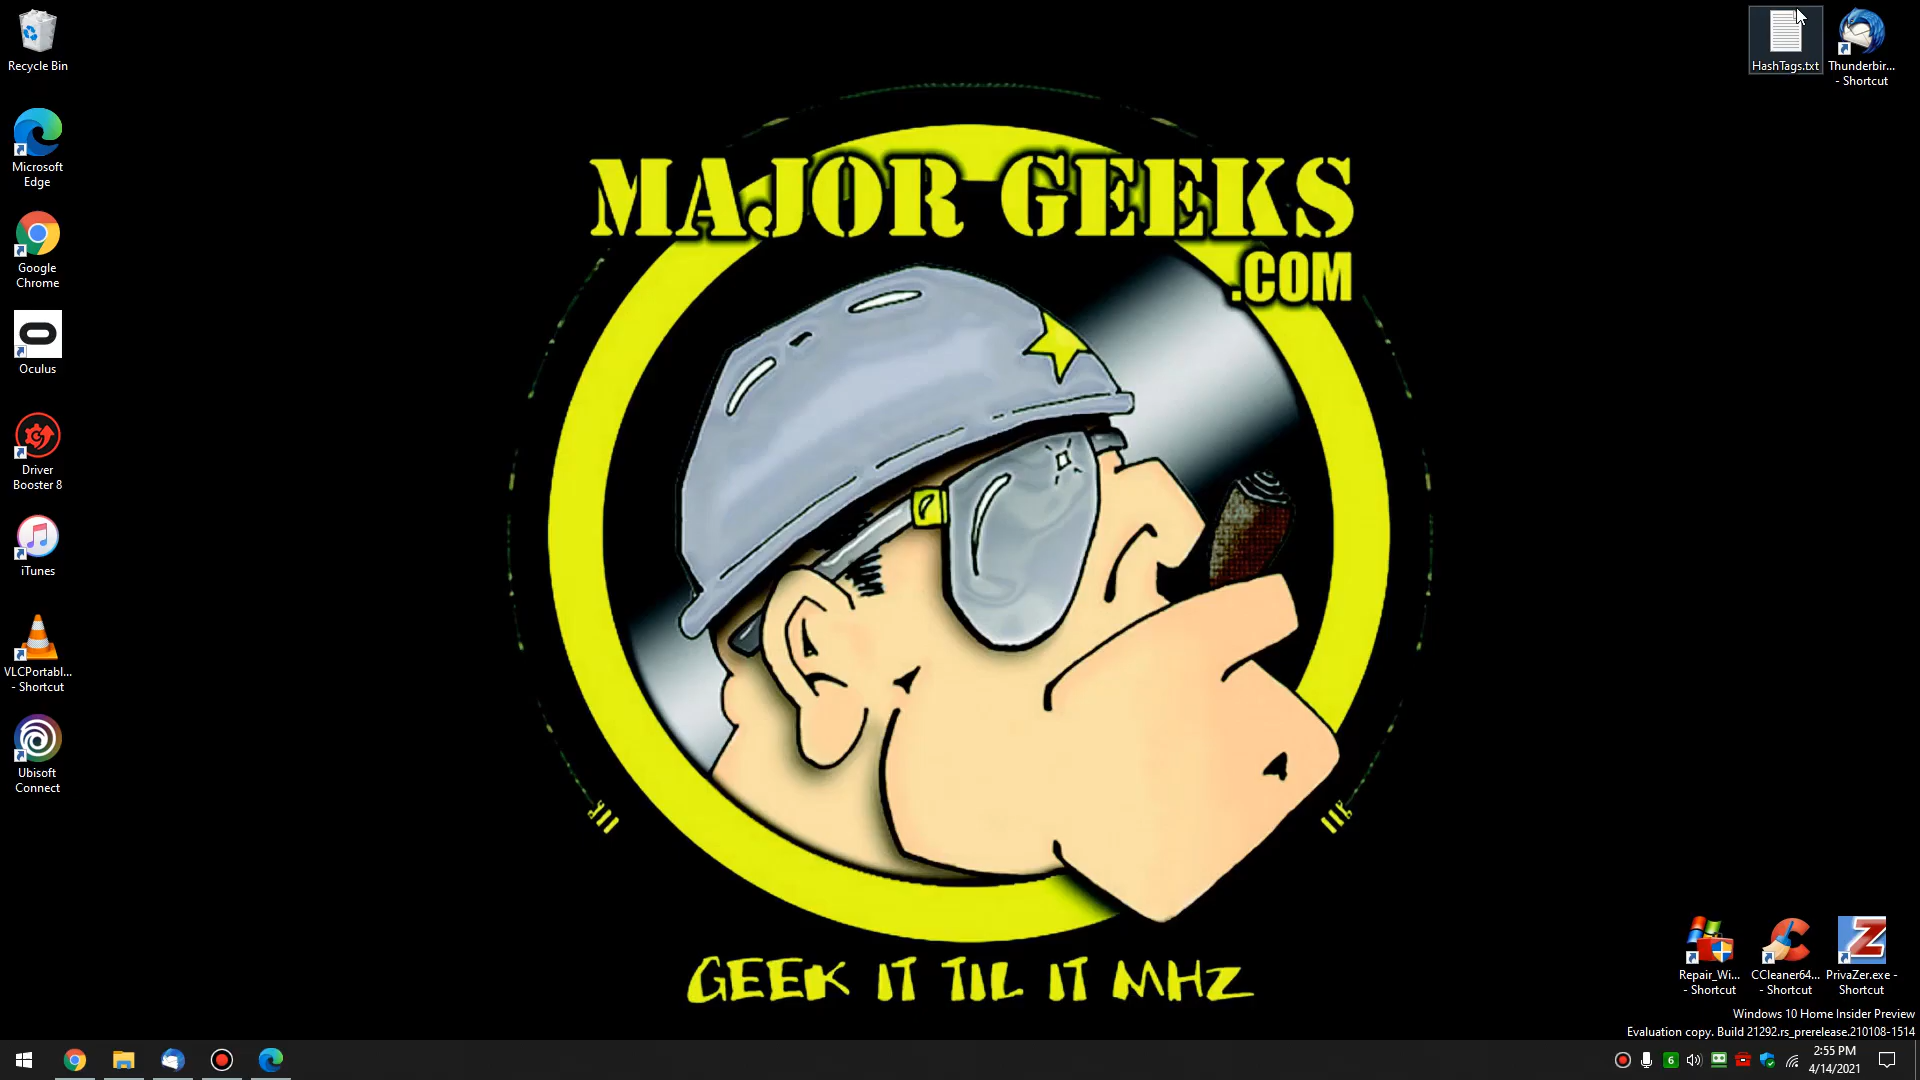 Recycle Bin
Microsoft
Edge
Google
Chrome
Oculus
Driver
Booster 8
iTunes
VLCPortabl...
- Shortcut
Ubisoft
Connect
HashTags.txt
Thunderbir...
- Shortcut
MAJOR GEEKS
.COM
GEEK IT TIL IT MHZ
Repair_Wi...
- Shortcut
CCleaner64...
- Shortcut
PrivaZer.exe -
Shortcut
Windows 10 Home Insider Preview
Evaluation copy. Build 21292.rs_prerelease.210108-1514
6
2:55 PM
4/14/2021